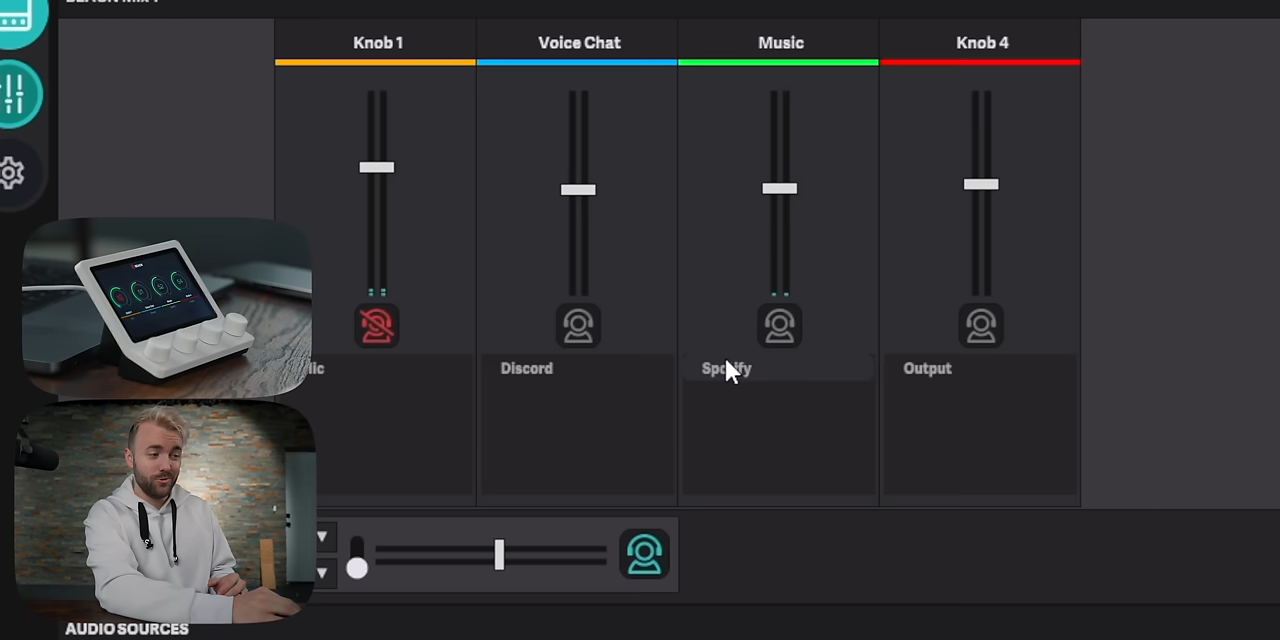 Knob 1
Voice Chat
Music
Knob 4
Discord
Output
AUDIO SOURCES